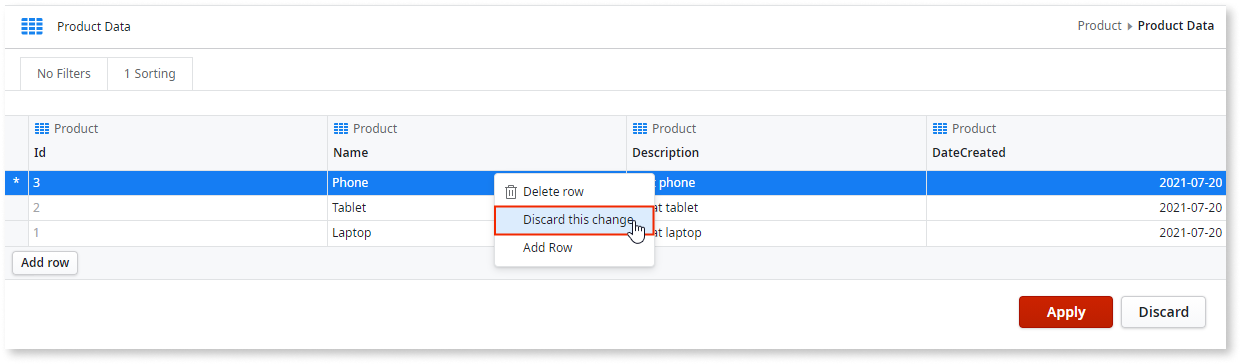 Product Data
Product ▸ Product Data
No Filters 1 Sorting
Product Product Product Product
Id Name Description DateCreated
* 3 Phone phone 2021-07-20
2 Tablet at tablet 2021-07-20
1 Laptop at laptop 2021-07-20
Delete row
Discard this change
Add Row
Add row
Apply Discard